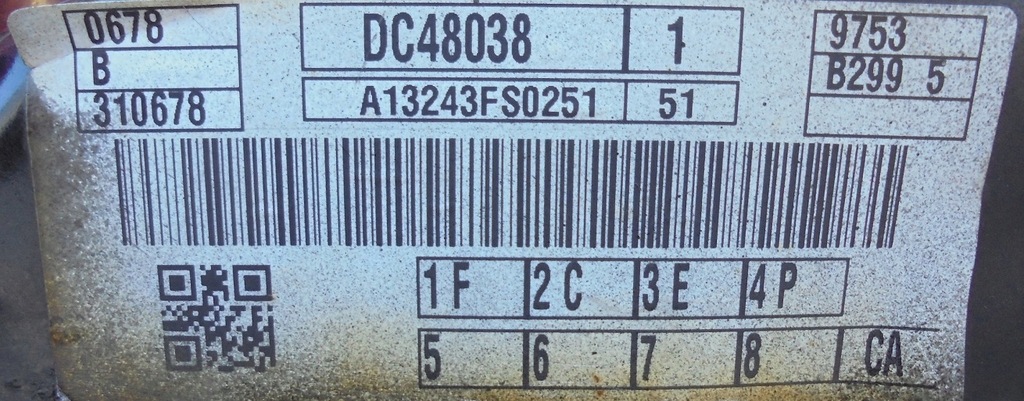 0678 DC48038 1 9753
B B299 5
310678 A13243FS0251 51
1F 2C 3E 4P
5 6 7 8 CA